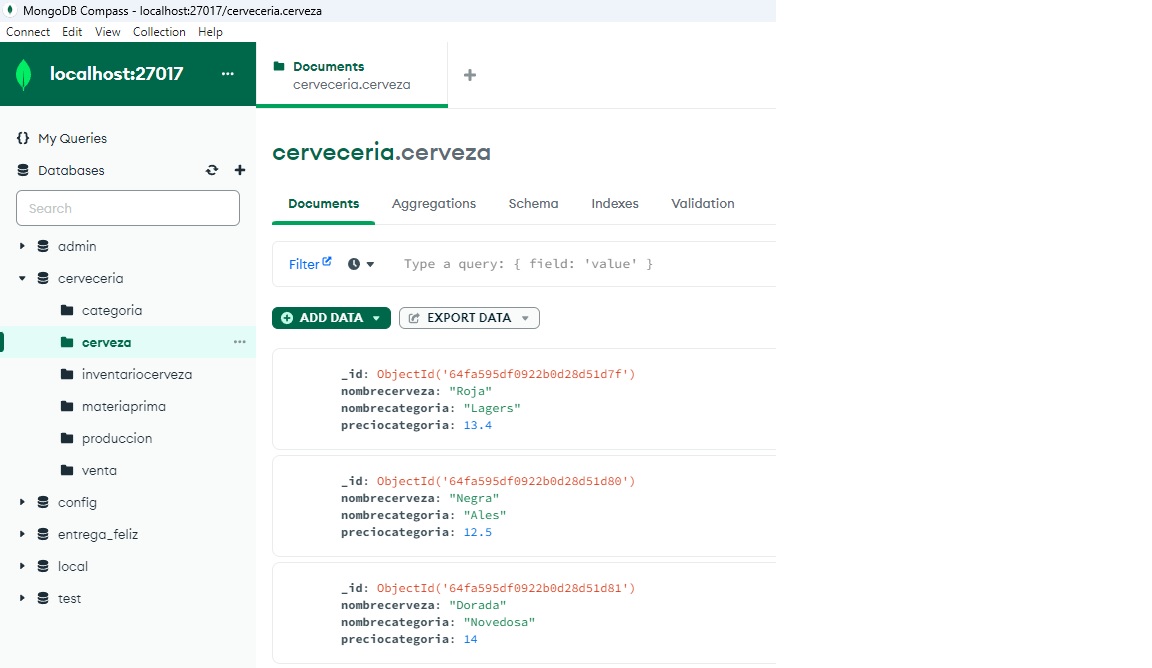 MongoDB Compass - localhost:27017/cerveceria.cerveza
Connect Edit View Collection Help
localhost:27017 ...
{} My Queries
Databases
Search
admin
cerveceria
categoria
cerveza ...
inventariocerveza
materiaprima
produccion
venta
config
entrega_feliz
local
test
Documents
cerveceria.cerveza
cerveceria.cerveza
Documents Aggregations Schema Indexes Validation
Filter Type a query: { field: 'value' }
ADD DATA EXPORT DATA
_id: ObjectId('64fa595df0922b0d28d51d7f')
nombrecerveza: "Roja"
nombrecategoria: "Lagers"
preciocategoria: 13.4
_id: ObjectId('64fa595df0922b0d28d51d80')
nombrecerveza: "Negra"
nombrecategoria: "Ales"
preciocategoria: 12.5
_id: ObjectId('64fa595df0922b0d28d51d81')
nombrecerveza: "Dorada"
nombrecategoria: "Novedosa"
preciocategoria: 14